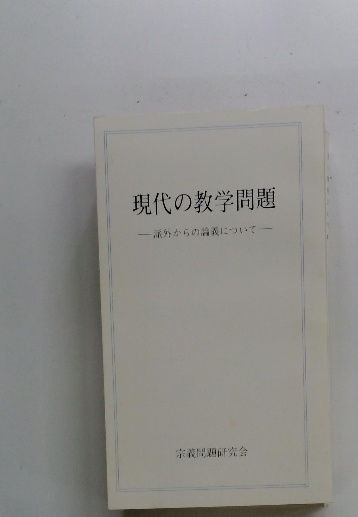 現代の教学問題
―派外からの論義について―
宗義問題研究会